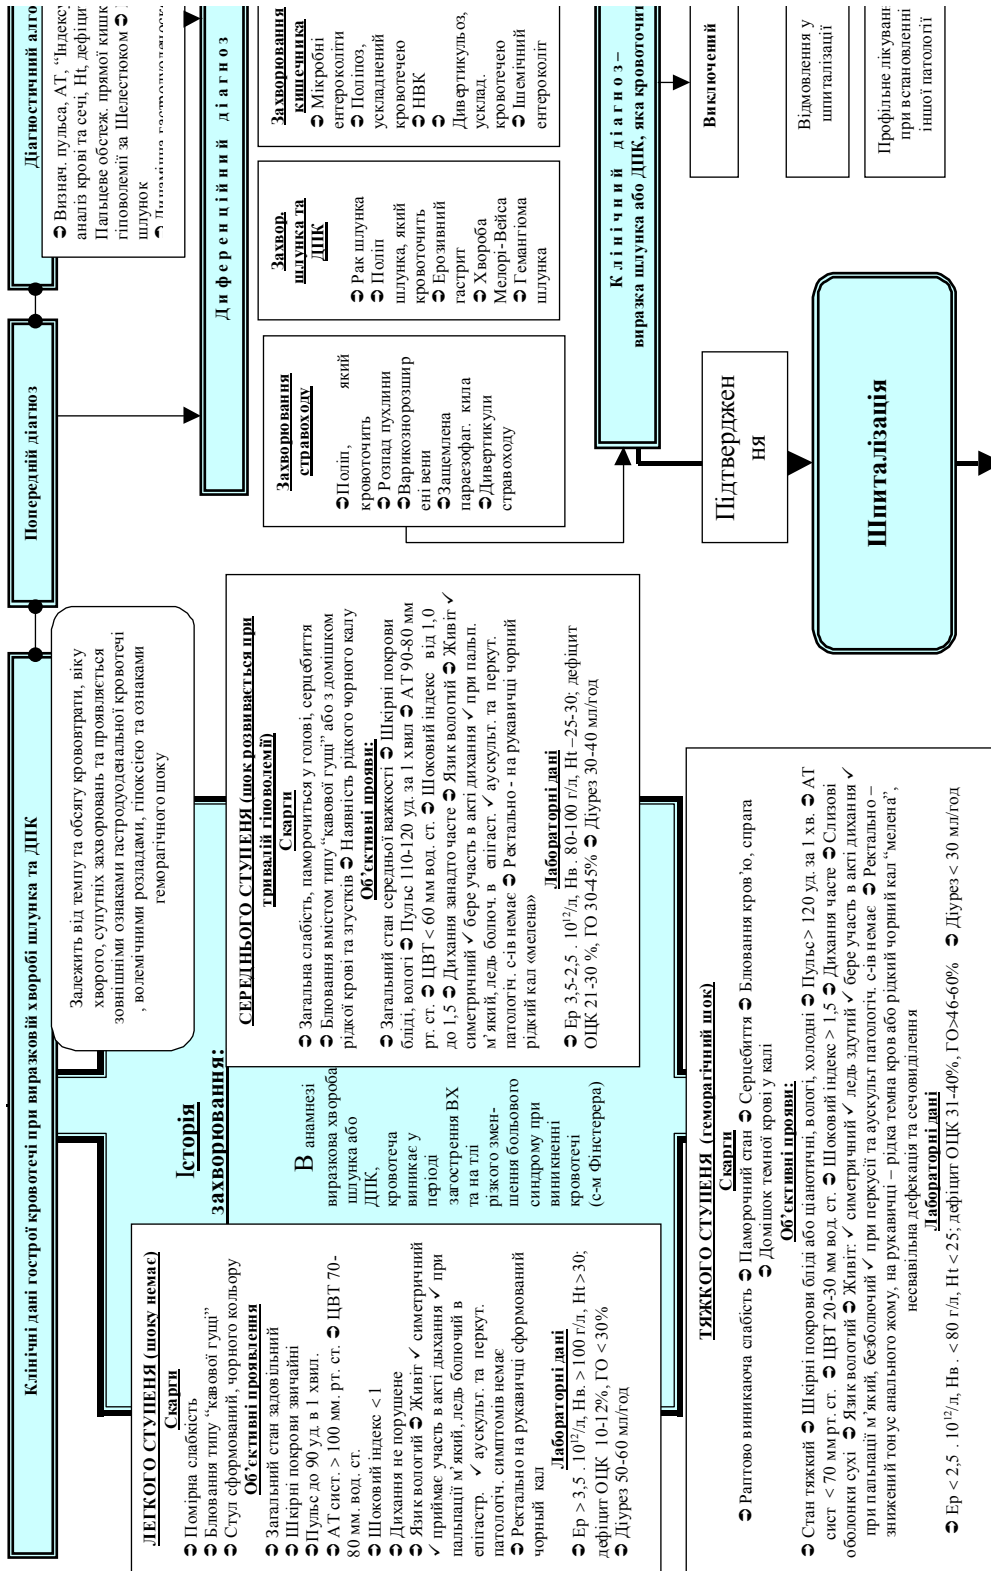 Клінічні дані гострої кровотечі при виразковій хворобі шлунка та ДПК
Попередній діагноз
Діагностичний алго
Залежить від темпу та обсягу крововтрати, віку
хворого, супутніх захворювань та проявляється
зовнішніми ознаками гастродуоденальної кровотечі
, волемічними розладами, гіпоксією та ознаками
геморагічного шоку
➲ Визнач. пульса, АТ, “Індексу
аналіз крові та сечі, Ht, дефіцит
Пальцеве обстеж. прямої кишк
гіповолемії за Шелестюком ➲
шлунок
➲ Динамічна гастродуоденоско
Історія
захворювання:
В анамнезі
виразкова хвороба
шлунка або
ДПК,
кровотеча
виникає у
періоді
загострення ВХ
та на тлі
різкого змен-
шення больового
синдрому при
виникненні
кровотечі
(с-м Фінстерера)
ЛЕГКОГО СТУПЕНЯ (шоку немає)
Скарги
➲ Помірна слабкість
➲ Блювання типу “кавової гущі”
➲ Стул сформований, чорного кольору
Об’єктивні проявлення
➲ Загальний стан задовільний
➲ Шкірні покрови звичайні
➲Пульс до 90 уд. в 1 хвил.
➲ АТ сист. > 100 мм. рт. ст. ➲ ЦВТ 70-
80 мм. вод. ст.
➲ Шоковий індекс < 1
➲ Дихання не порушене
➲ Язик вологий ➲ Живіт ✓ симетричний
✓ приймає участь в акті дыхання ✓ при
пальпації м’який, ледь болючий в
епігастр. ✓ аускульт. та перкут.
патологіч. симптомів немає
➲ Ректально на рукавичці сформований
чорный кал
Лабораторні дані
➲ Ер > 3,5 . 10¹²/л, Нв. > 100 г/л, Ht >30;
дефіцит ОЦК 10-12%, ГО < 30%
➲ Діурез 50-60 мл/год
СЕРЕДНЬОГО СТУПЕНЯ (шок розвивається при
тривалій гіповолемії)
Скарги
➲ Загальна слабість, паморочиться у голові, серцебиття
➲ Блювання вмістом типу “кавової гущі” або з домішком
рідкої крові та згустків ➲ Наявність рідкого чорного калу
Об’єктивні прояви:
➲ Загальний стан середньої важкості ➲ Шкірні покрови
бліді, вологі ➲ Пульс 110-120 уд. за 1 хвил ➲ АТ 90-80 мм
рт. ст. ➲ ЦВТ < 60 мм вод. ст. ➲ Шоковий індекс від 1,0
до 1,5 ➲ Дихання занадто часте ➲ Язик вологий ➲ Живіт ✓
симетричний ✓ бере участь в акті дихання ✓ при пальп.
м’який, ледь болюч. в епігаст. ✓ аускульт. та перкут.
патологіч. с-ів немає ➲ Ректально - на рукавичці чорний
рідкий кал «мелена»
Лабораторні дані
➲ Ер 3,5-2,5 . 10¹²/л, Нв. 80-100 г/л, Ht –25-30; дефіцит
ОЦК 21-30 %, ГО 30-45% ➲ Діурез 30-40 мл/год
ТЯЖКОГО СТУПЕНЯ (геморагічний шок)
Скарги
➲ Раптово виникаюча слабість ➲ Паморочний стан ➲ Серцебиття ➲ Блювання кров’ю, спрага
➲ Домішок темної крові у калі
Об’єктивні прояви:
➲ Стан тяжкий ➲ Шкірні покрови бліді або ціанотичні, вологі, холодні ➲ Пульс> 120 уд. за 1 хв. ➲ АТ
сист < 70 мм рт. ст. ➲ ЦВТ 20-30 мм вод. ст. ➲ Шоковий індекс > 1,5 ➲ Дихання часте ➲ Слизові
оболонки сухі ➲ Язик вологий ➲ Живіт: ✓ симетричний ✓ ледь здутий ✓ бере участь в акті дихання ✓
при пальпації м’який, безболючий ✓ при перкусії та аускульт патологіч. с-ів немає ➲ Ректально –
знижений тонус анального жому, на рукавичці – рідка темна кров або рідкий чорний кал “мелена”,
несвавільна дефекація та сечовиділення
Лабораторні дані
➲ Ер < 2,5 . 10¹²/л, Нв. < 80 г/л, Ht < 25; дефіцит ОЦК 31-40%, ГО>46-60% ➲ Діурез < 30 мл/год
Диференційний діагноз
Захворювання
стравоходу
➲Поліп, який
кровоточить
➲ Розпад пухлини
➲Варикознорозшир
ені вени
➲Защемлена
параезофаг. кила
➲Дивертикули
стравоходу
Захвор.
шлунка та
ДПК
➲ Рак шлунка
➲Поліп
шлунка, який
кровоточить
➲ Ерозивний
гастрит
➲ Хвороба
Мелорі-Вейса
➲ Гемангіома
шлунка
Захворювання
кишечника
➲ Мікробні
ентероколіти
➲ Поліпоз,
ускладнений
кровотечею
➲ НВК
➲
Дивертикульоз,
усклад.
кровотечею
➲ Ішемічний
ентероколіт
Клінічний діагноз –
виразка шлунка або ДПК, яка кровоточит
Підтверджен
ня
Виключений
Шпиталізація
Відмовлення у
шпиталізації
Профільне лікуванн
при встановленні
іншої патології